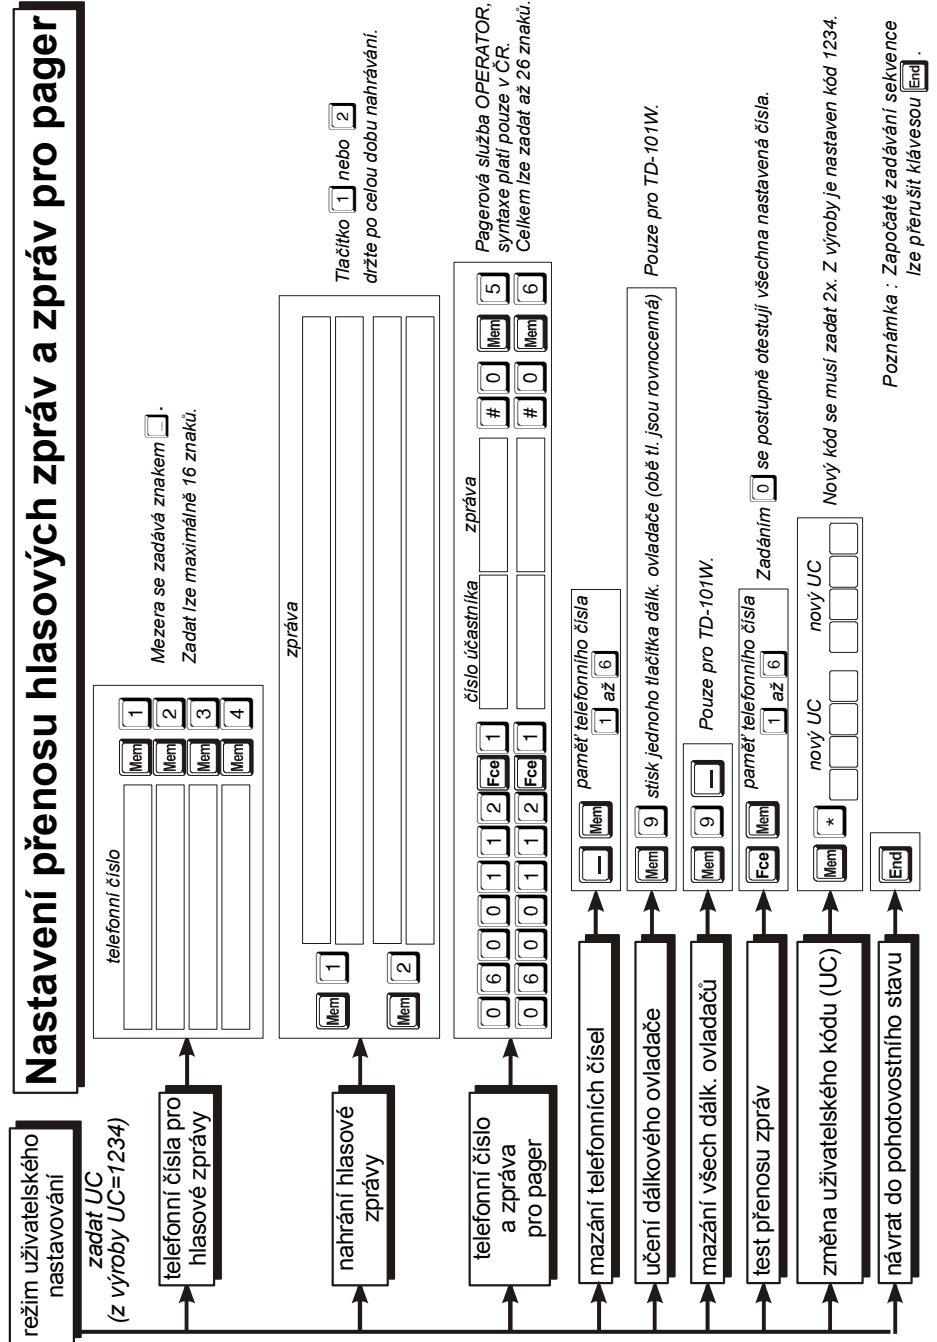 Nastavení přenosu hlasových zpráv a zpráv pro pager
režim uživatelského
nastavování
zadat UC
(z výroby UC=1234)
telefonní čísla pro
hlasové zprávy
telefonní číslo
Mem 1
Mem 2
Mem 3
Mem 4
Mezera se zadává znakem _ .
Zadat lze maximálně 16 znaků.
nahrání hlasové
zprávy
zpráva
Mem 1
Mem 2
Tlačítko 1 nebo 2
držte po celou dobu nahrávání.
telefonní číslo
a zpráva
pro pager
číslo účastníka zpráva
0 6 0 0 1 1 2 Fce 1 # 0 Mem 5
0 6 0 0 1 1 2 Fce 1 # 0 Mem 6
Pagerová služba OPERATOR,
syntaxe platí pouze v ČR.
Celkem lze zadat až 26 znaků.
mazání telefonních čísel
— Mem
paměť telefonního čísla
1 až 6
učení dálkového ovladače
Mem 9 stisk jednoho tlačítka dálk. ovladače (obě tl. jsou rovnocenná)
Pouze pro TD-101W.
mazání všech dálk. ovladačů
Mem 9 —
Pouze pro TD-101W.
test přenosu zpráv
Fce Mem
paměť telefonního čísla
1 až 6
Zadáním 0 se postupně otestují všechna nastavená čísla.
změna uživatelského kódu (UC)
Mem *
nový UC nový UC
Nový kód se musí zadat 2x. Z výroby je nastaven kód 1234.
návrat do pohotovostního stavu
End
Poznámka : Započaté zadávání sekvence
lze přerušit klávesou End .